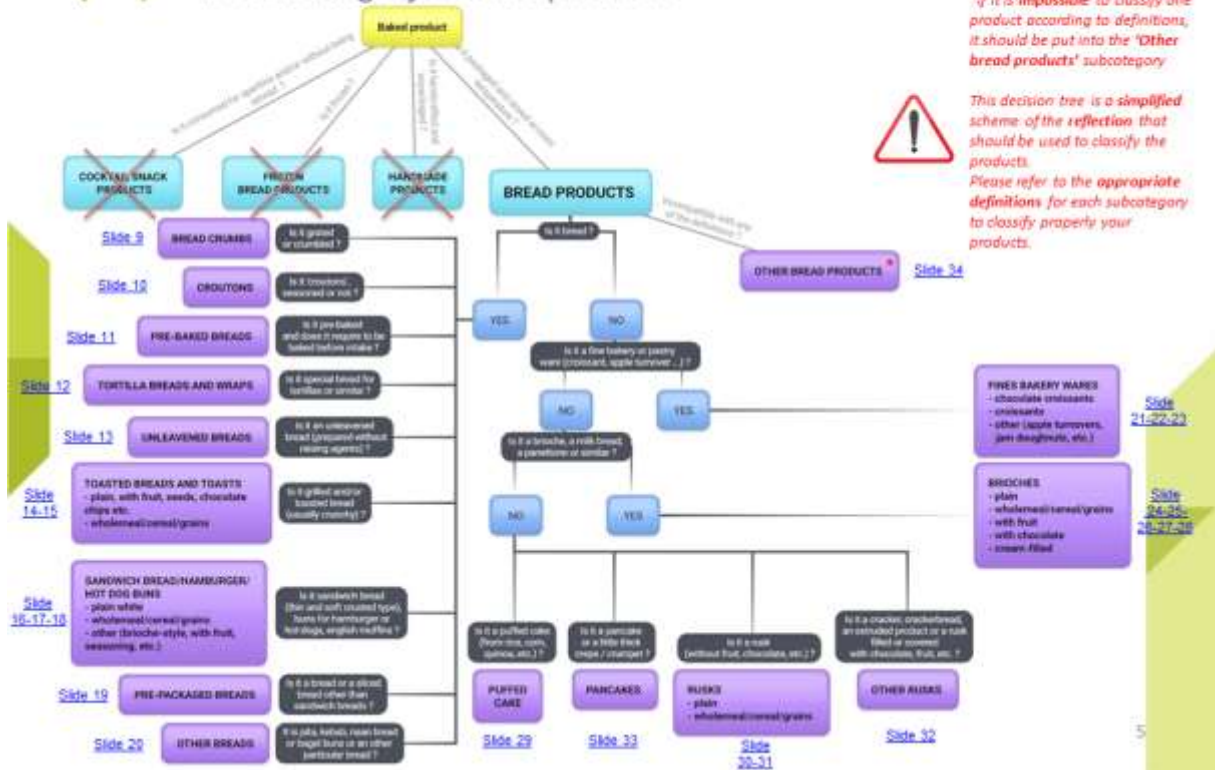 product according to definitions,
it should be put into the 'Other
bread products' subcategory
This decision tree is a simplified
scheme of the reflection that
should be used to classify the
products.
Please refer to the appropriate
definitions for each subcategory
to classify properly your
products.
Baked product
Is it frozen ?
COCKTAIL SNACK
PRODUCTS
FROZEN
BREAD PRODUCTS
HANDMADE
PRODUCTS
BREAD PRODUCTS
Is it bread ?
OTHER BREAD PRODUCTS *
Slide 34
Slide 9
BREAD CRUMBS
Is it grated
or crumbled ?
Slide 10
CROUTONS
Is it croutons,
seasoned or not ?
Slide 11
PRE-BAKED BREADS
Is it pre-baked
and does it require to be
baked before intake ?
Slide 12
TORTILLA BREADS AND WRAPS
Is it special bread for
tortillas or similar ?
Slide 13
UNLEAVENED BREADS
Is it an unleavened
bread (prepared without
raising agents) ?
Slide
14-15
TOASTED BREADS AND TOASTS
- plain, with fruit, seeds, chocolate
chips etc.
- wholemeal/cereal/grains
Is it grilled and/or
toasted bread
(usually crunchy) ?
Slide
16-17-18
SANDWICH BREAD/HAMBURGER/
HOT DOG BUNS
- plain white
- wholemeal/cereal/grains
- other (brioche-style, with fruit,
seasoning, etc.)
Is it sandwich bread
(thin and soft crusted type),
buns for hamburger or
hot-dogs, english muffins ?
Slide 19
PRE-PACKAGED BREADS
Is it a bread or a sliced
bread other than
sandwich breads ?
Slide 20
OTHER BREADS
It is pita, kebab, naan bread
or bagel buns or an other
particular bread ?
YES
NO
Is it a fine bakery or pastry
ware (croissant, apple turnover...) ?
NO
YES
FINES BAKERY WARES
- chocolate croissants
- croissants
- other (apple turnovers,
jam doughnuts, etc.)
Slide
21-22-23
Is it a brioche, a milk bread,
a panettone or similar ?
NO
YES
BRIOCHES
- plain
- wholemeal/cereal/grains
- with fruit
- with chocolate
- cream-filled
Slide
24-25-
26-27-28
Is it a puffed cake
(from rice, corn,
quinoa, etc.) ?
PUFFED
CAKE
Slide 29
Is it a pancake
or a little thick
crepe / crumpet ?
PANCAKES
Slide 33
Is it a rusk
(without fruit, chocolate, etc.) ?
RUSKS
- plain
- wholemeal/cereal/grains
Slide
30-31
Is it a cracker, crackerbread,
an extruded product or a rusk
filled or covered
with chocolate, fruit, etc. ?
OTHER RUSKS
Slide 32
5